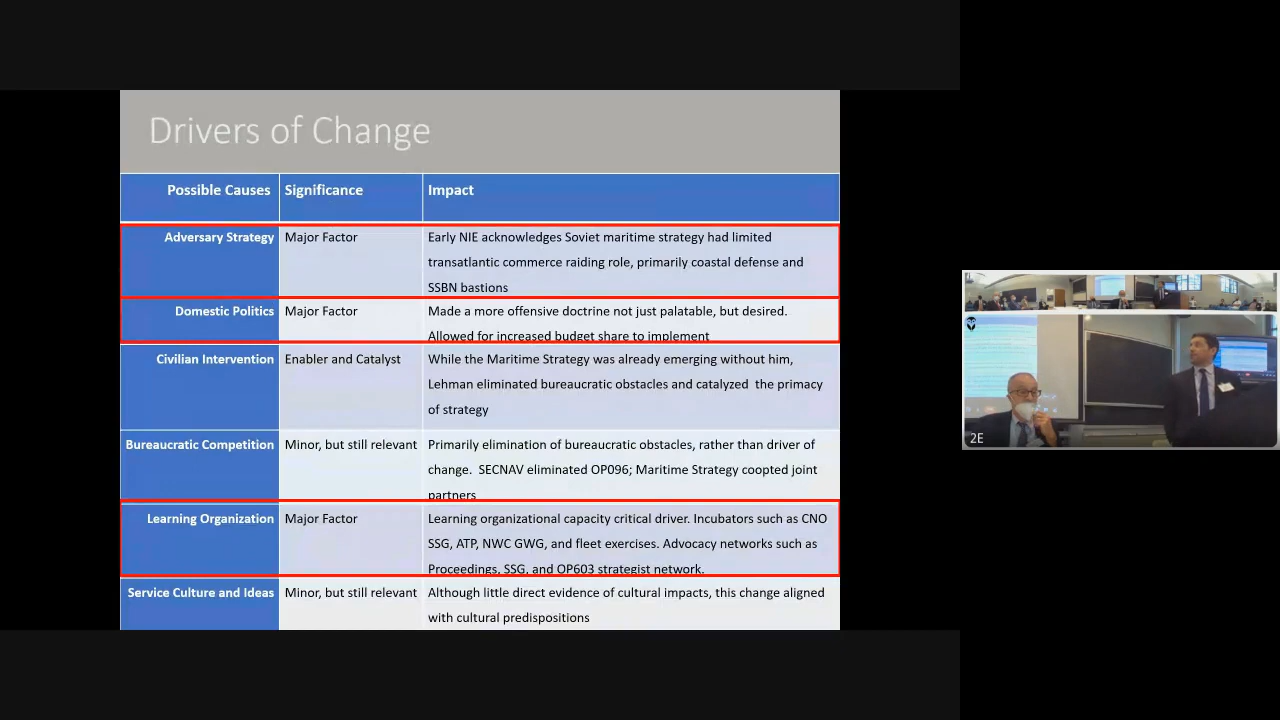 Drivers of Change
Possible Causes Significance Impact
Adversary Strategy Major Factor Early NIE acknowledges Soviet maritime strategy had limited
transatlantic commerce raiding role, primarily coastal defense and
SSBN bastions
Domestic Politics Major Factor Made a more offensive doctrine not just palatable, but desired.
Allowed for increased budget share to implement
Civilian Intervention Enabler and Catalyst While the Maritime Strategy was already emerging without him,
Lehman eliminated bureaucratic obstacles and catalyzed the primacy
of strategy
Bureaucratic Competition Minor, but still relevant Primarily elimination of bureaucratic obstacles, rather than driver of
change. SECNAV eliminated OP096; Maritime Strategy coopted joint
partners
Learning Organization Major Factor Learning organizational capacity critical driver. Incubators such as CNO
SSG, ATP, NWC GWG, and fleet exercises. Advocacy networks such as
Proceedings, SSG, and OP603 strategist network.
Service Culture and Ideas Minor, but still relevant Although little direct evidence of cultural impacts, this change aligned
with cultural predispositions
2E